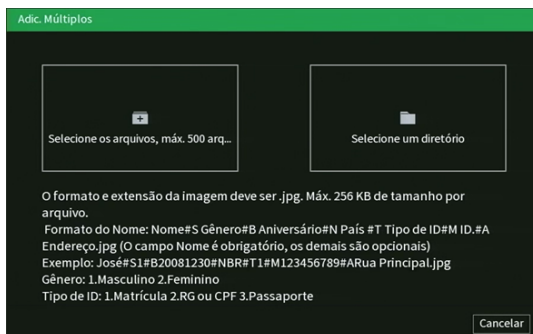 Adic. Múltiplos
Selecione os arquivos, máx. 500 arq...
Selecione um diretório
O formato e extensão da imagem deve ser .jpg. Máx. 256 KB de tamanho por
arquivo.
Formato do Nome: Nome#S Gênero#B Aniversário#N País #T Tipo de ID#M ID.#A
Endereço.jpg (O campo Nome é obrigatório, os demais são opcionais)
Exemplo: José#S1#B20081230#NBR#T1#M123456789#ARua Principal.jpg
Gênero: 1.Masculino 2.Feminino
Tipo de ID: 1.Matrícula 2.RG ou CPF 3.Passaporte
Cancelar